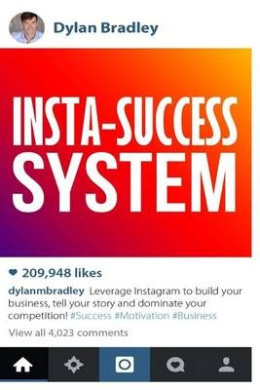 Dylan Bradley
INSTA-SUCCESS
SYSTEM
209,948 likes
dylanmbradley Leverage Instagram to build your
business, tell your story and dominate your
competition! #Success #Motivation #Business
View all 4,023 comments